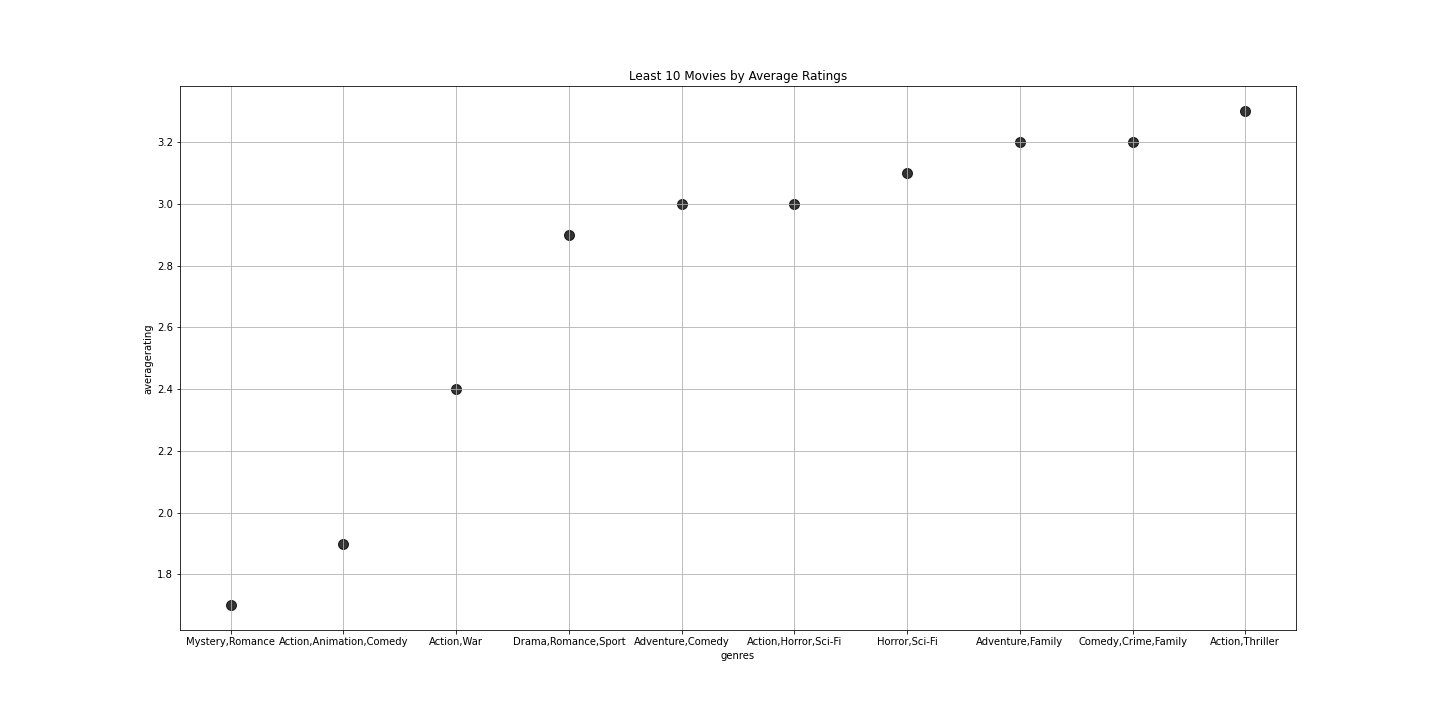 Least 10 Movies by Average Ratings
averagerating
3.2
3.0
2.8
2.6
2.4
2.2
2.0
1.8
Mystery,Romance Action,Animation,Comedy Action,War Drama,Romance,Sport Adventure,Comedy Action,Horror,Sci-Fi Horror,Sci-Fi Adventure,Family Comedy,Crime,Family Action,Thriller
genres